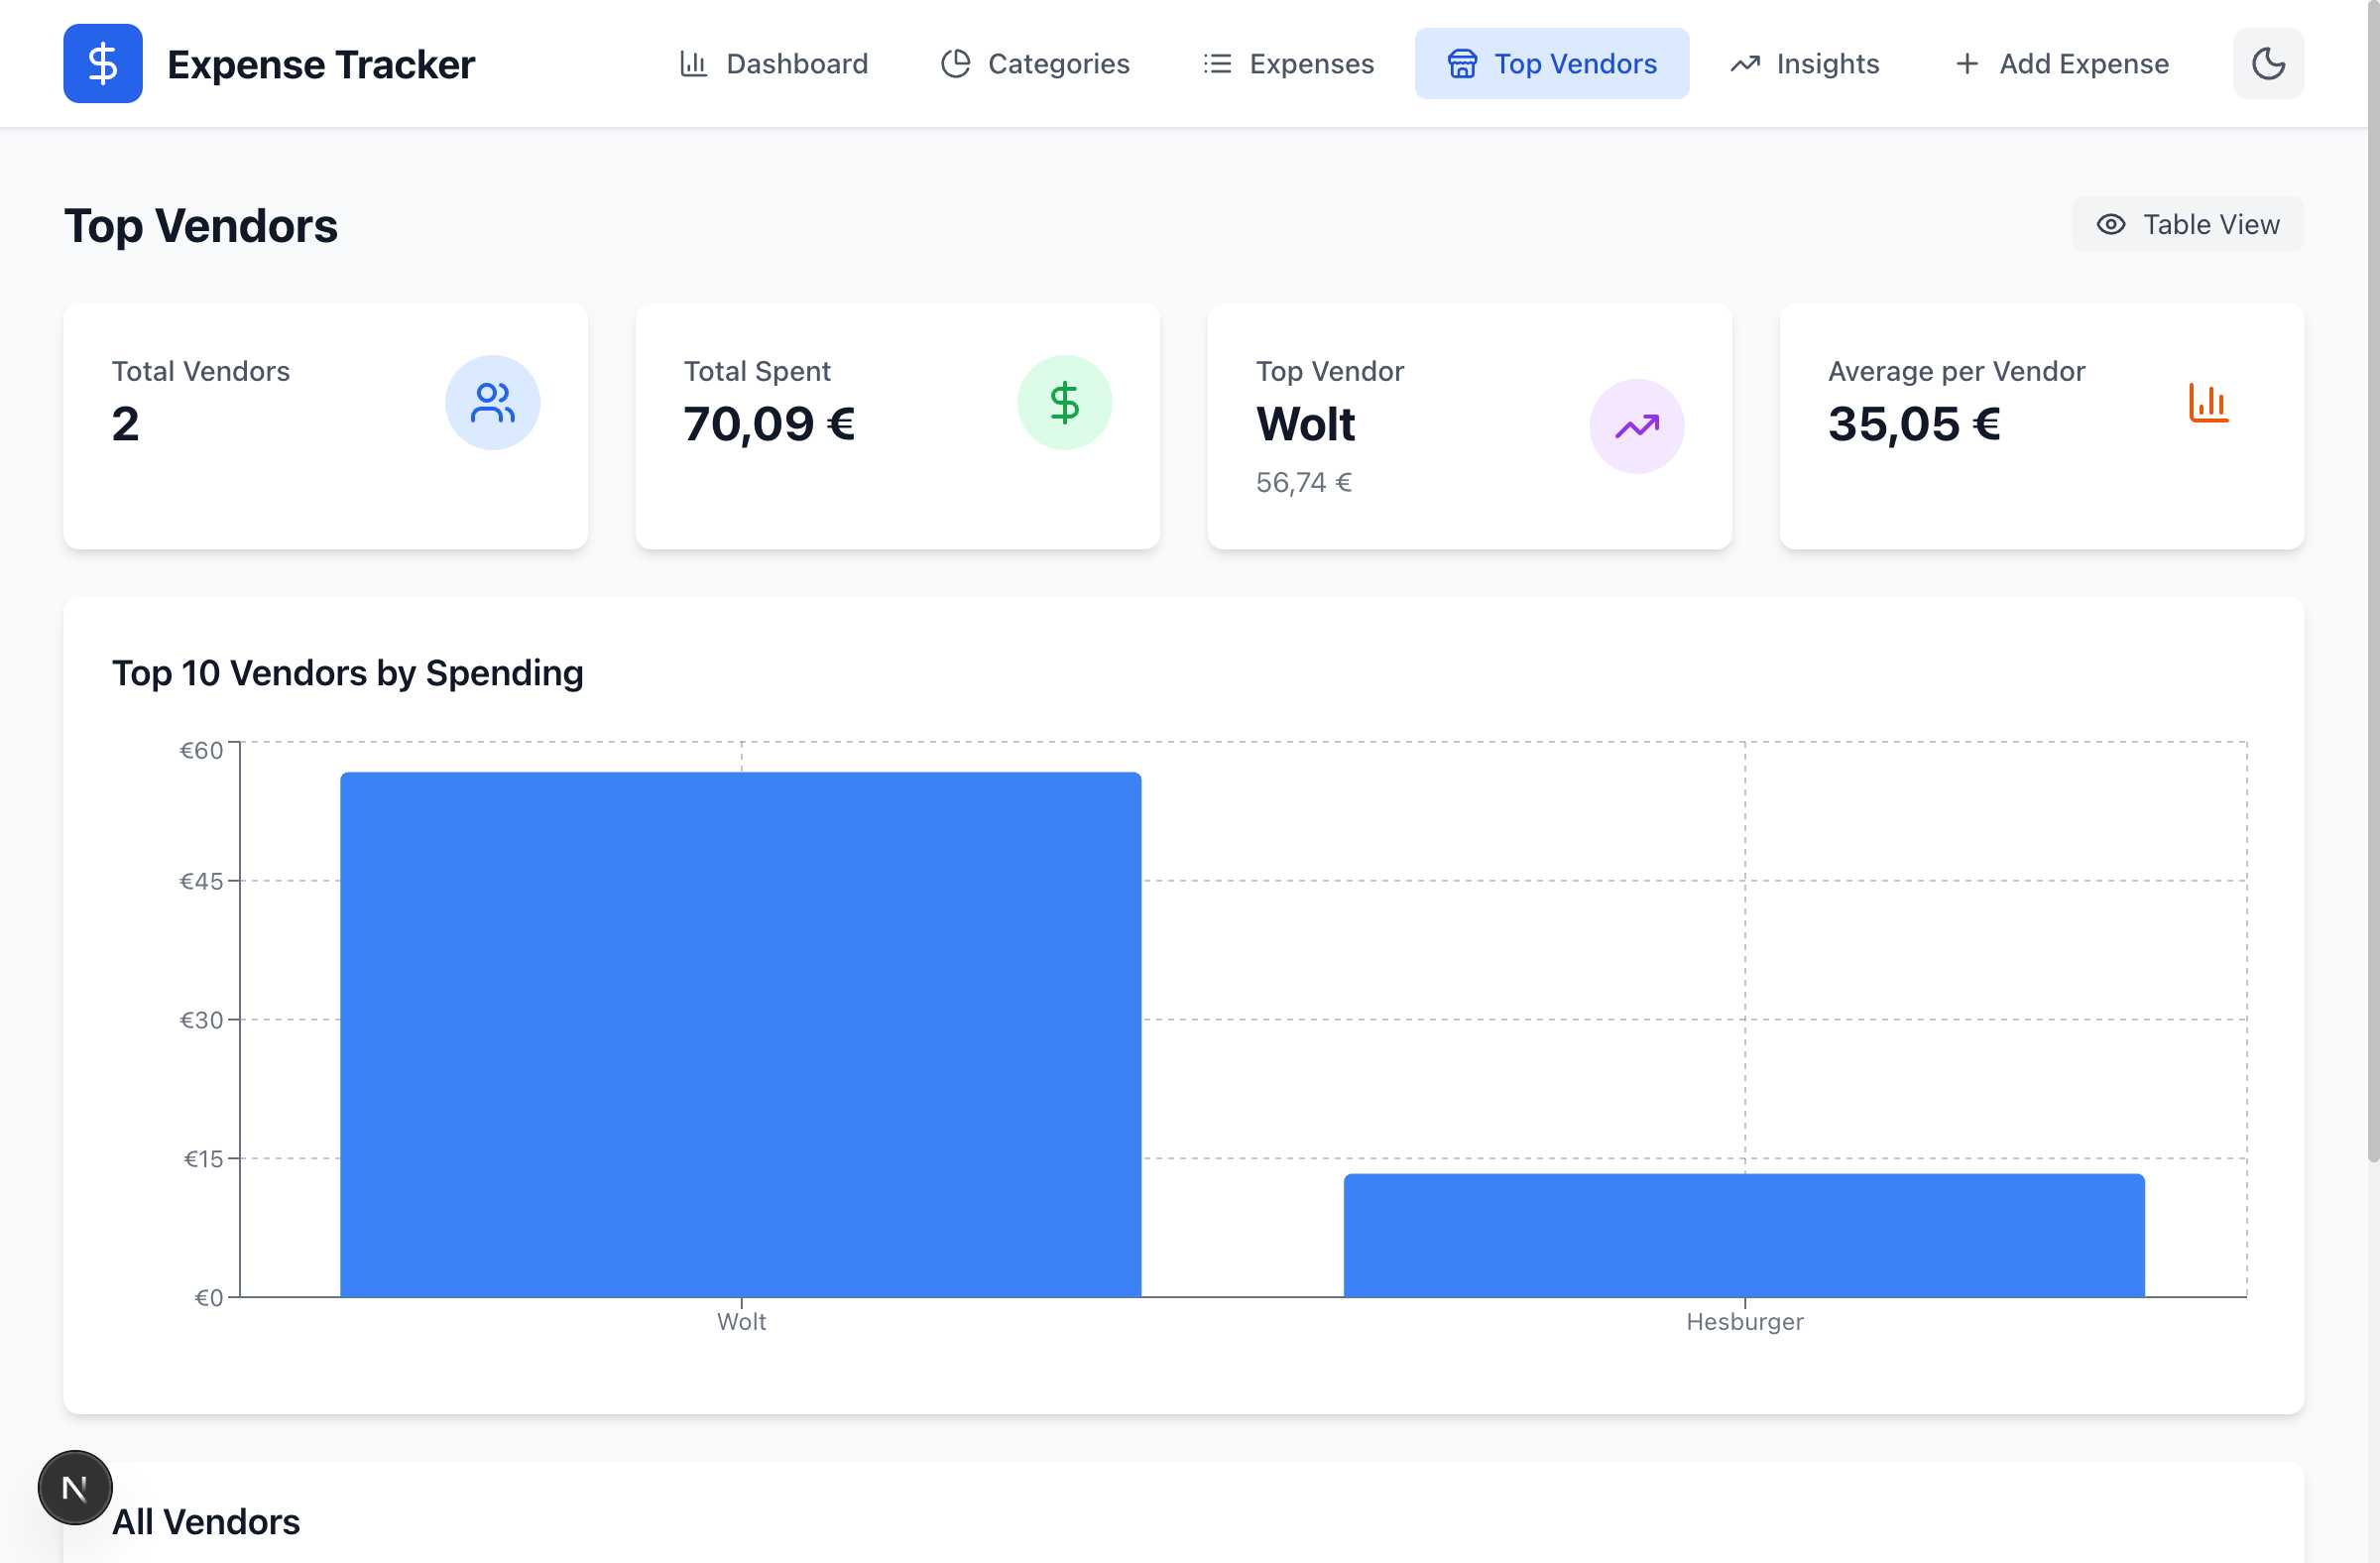 Expense Tracker
Dashboard
Categories
Expenses
Top Vendors
Insights
Add Expense
Top Vendors
Table View
Total Vendors
2
Total Spent
70,09 €
Top Vendor
Wolt
56,74 €
Average per Vendor
35,05 €
Top 10 Vendors by Spending
€60
€45
€30
€15
€0
Wolt
Hesburger
N
All Vendors